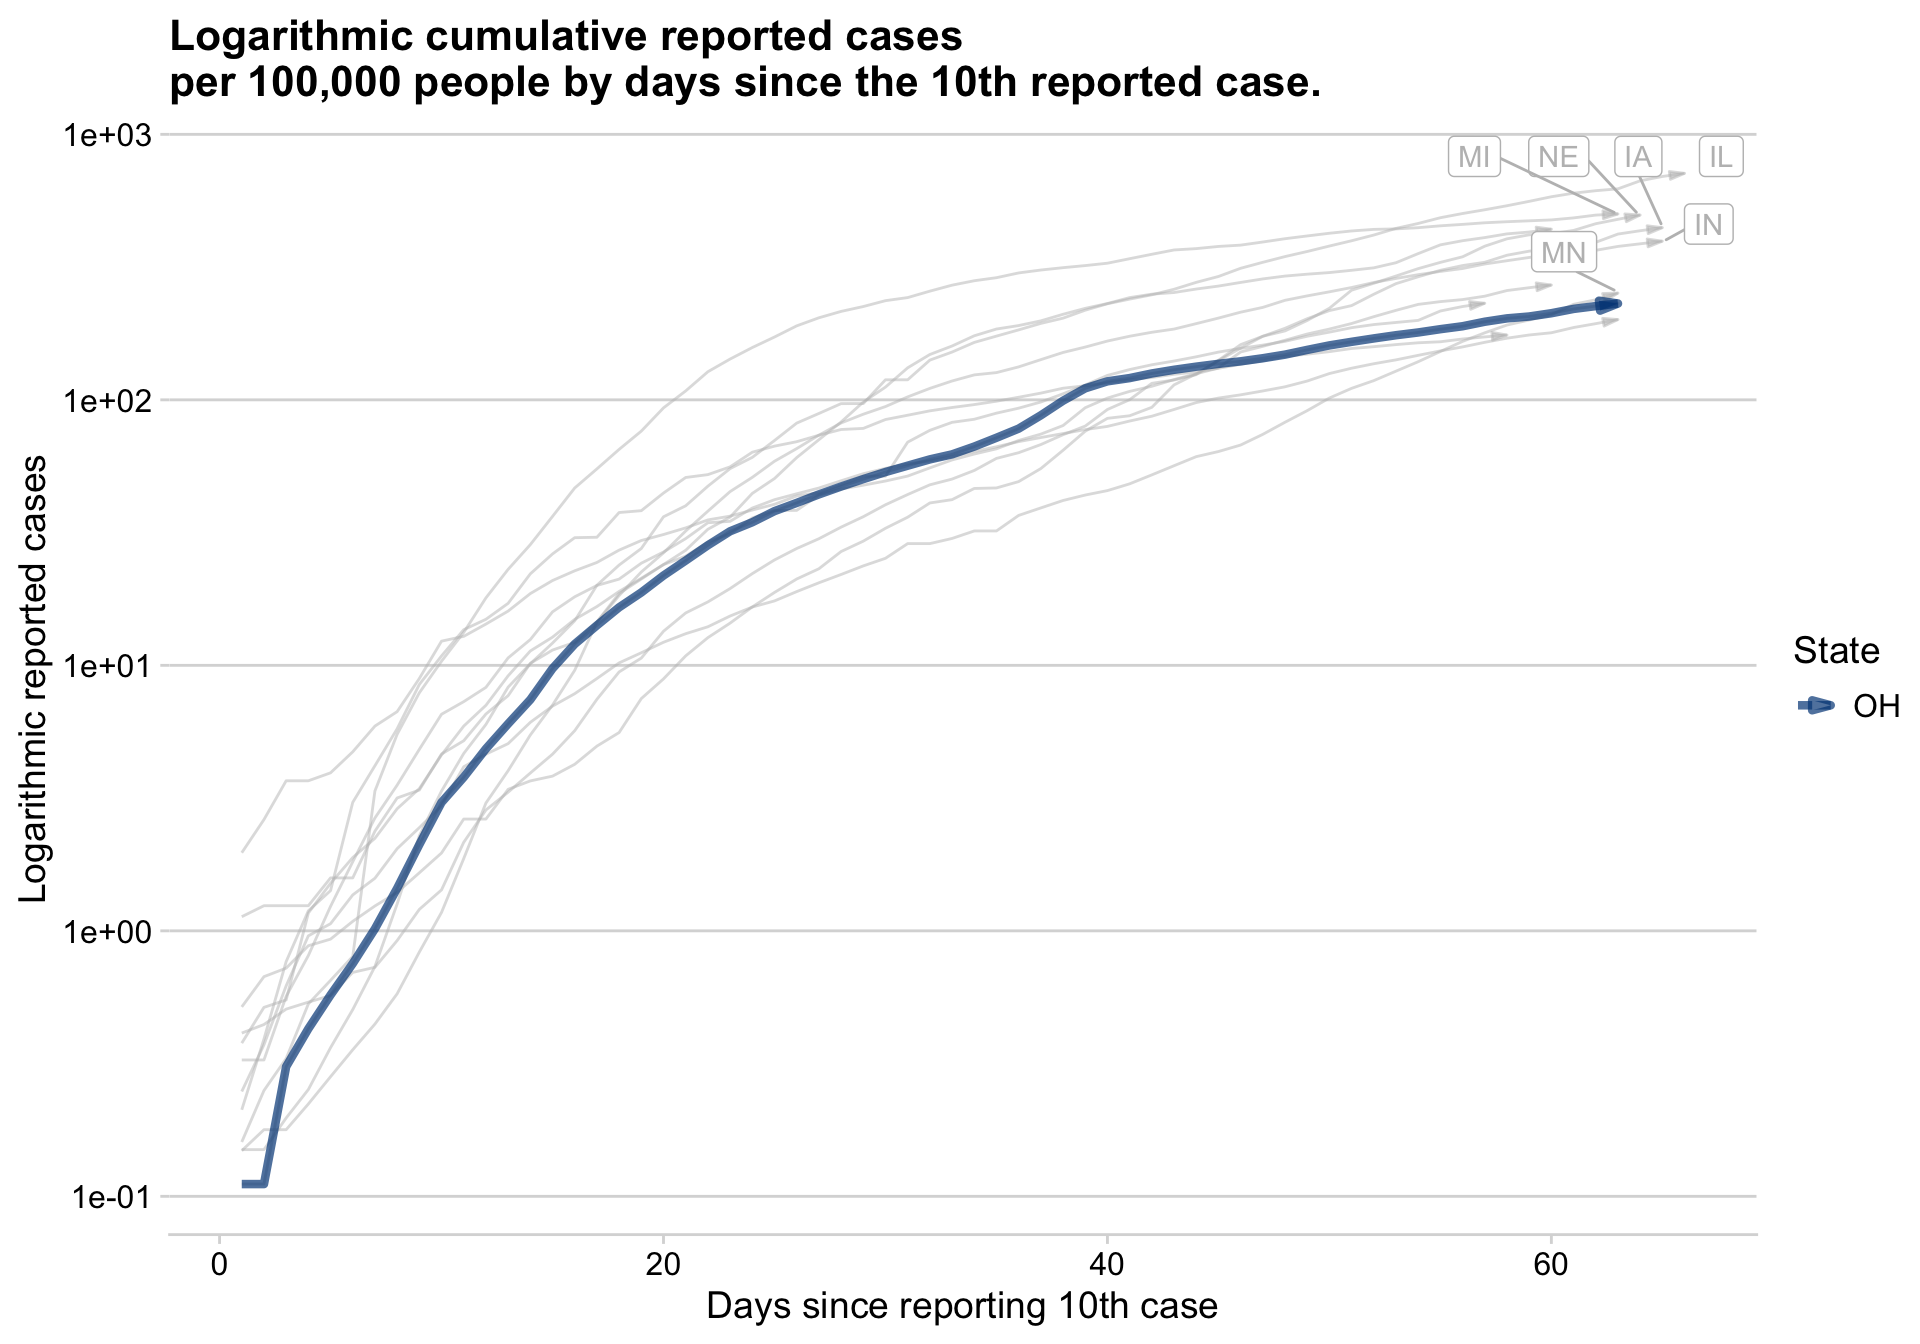 Logarithmic cumulative reported cases
per 100,000 people by days since the 10th reported case.
1e+03
1e+02
1e+01
1e+00
1e-01
Logarithmic reported cases
MI
NE
IA
IL
IN
MN
State
OH
0
20
40
60
Days since reporting 10th case